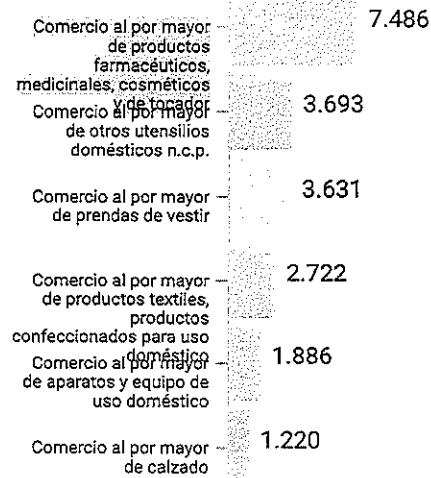 Comercio al por mayor
de productos
farmacéuticos,
medicinales, cosméticos
y de tocador
7.486
Comercio al por mayor
de otros utensilios
domésticos n.c.p.
3.693
Comercio al por mayor
de prendas de vestir
3.631
Comercio al por mayor
de productos textiles,
productos
confeccionados para uso
doméstico
2.722
Comercio al por mayor
de aparatos y equipo de
uso doméstico
1.886
Comercio al por mayor
de calzado
1.220